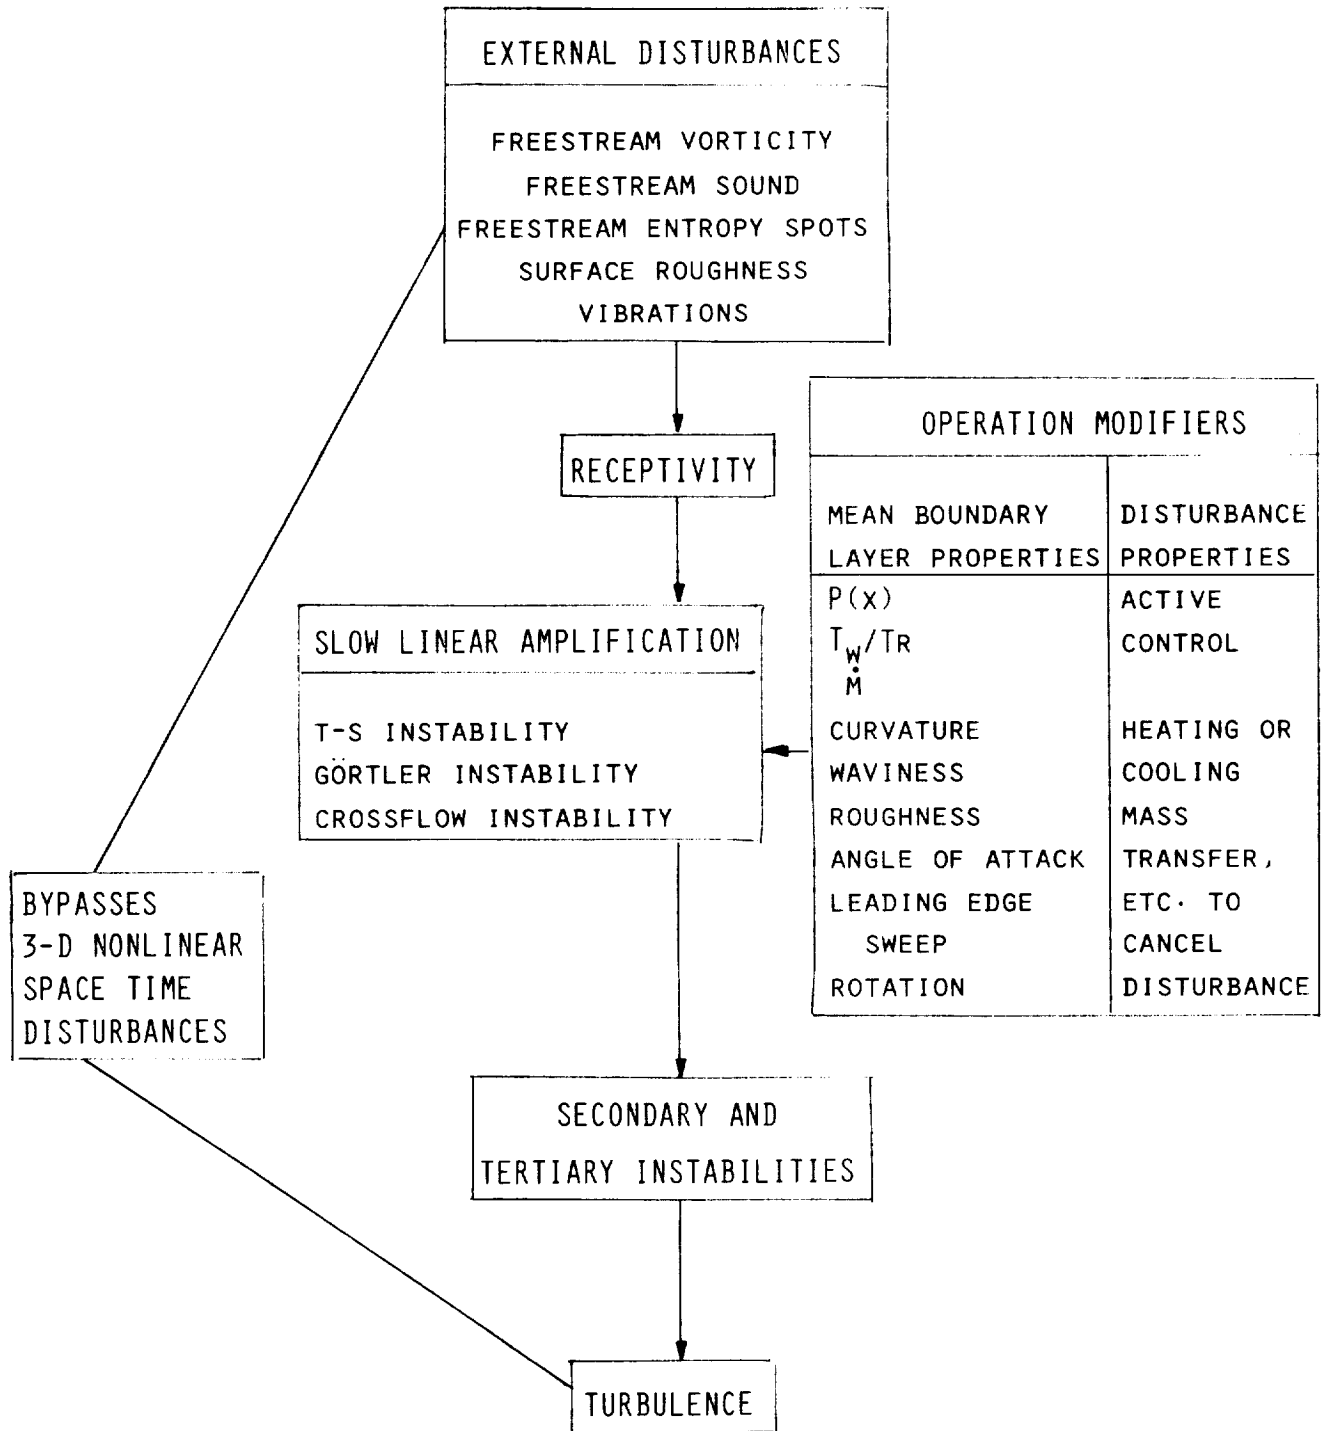 EXTERNAL DISTURBANCES
FREESTREAM VORTICITY
FREESTREAM SOUND
FREESTREAM ENTROPY SPOTS
SURFACE ROUGHNESS
VIBRATIONS
RECEPTIVITY
OPERATION MODIFIERS
MEAN BOUNDARY
LAYER PROPERTIES
P(X)
T_W/TR
Ṁ
CURVATURE
WAVINESS
ROUGHNESS
ANGLE OF ATTACK
LEADING EDGE
SWEEP
ROTATION
DISTURBANCE
PROPERTIES
ACTIVE
CONTROL
HEATING OR
COOLING
MASS
TRANSFER,
ETC. TO
CANCEL
DISTURBANCE
SLOW LINEAR AMPLIFICATION
T-S INSTABILITY
GÖRTLER INSTABILITY
CROSSFLOW INSTABILITY
BYPASSES
3-D NONLINEAR
SPACE TIME
DISTURBANCES
SECONDARY AND
TERTIARY INSTABILITIES
TURBULENCE